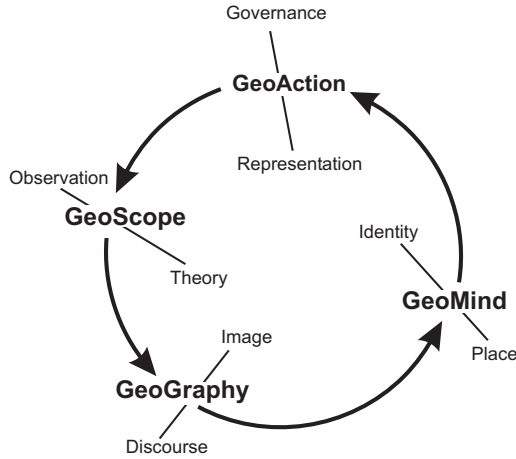 Governance
GeoAction
Representation
Observation
GeoScope
Theory
Identity
GeoMind
Place
Image
GeoGraphy
Discourse